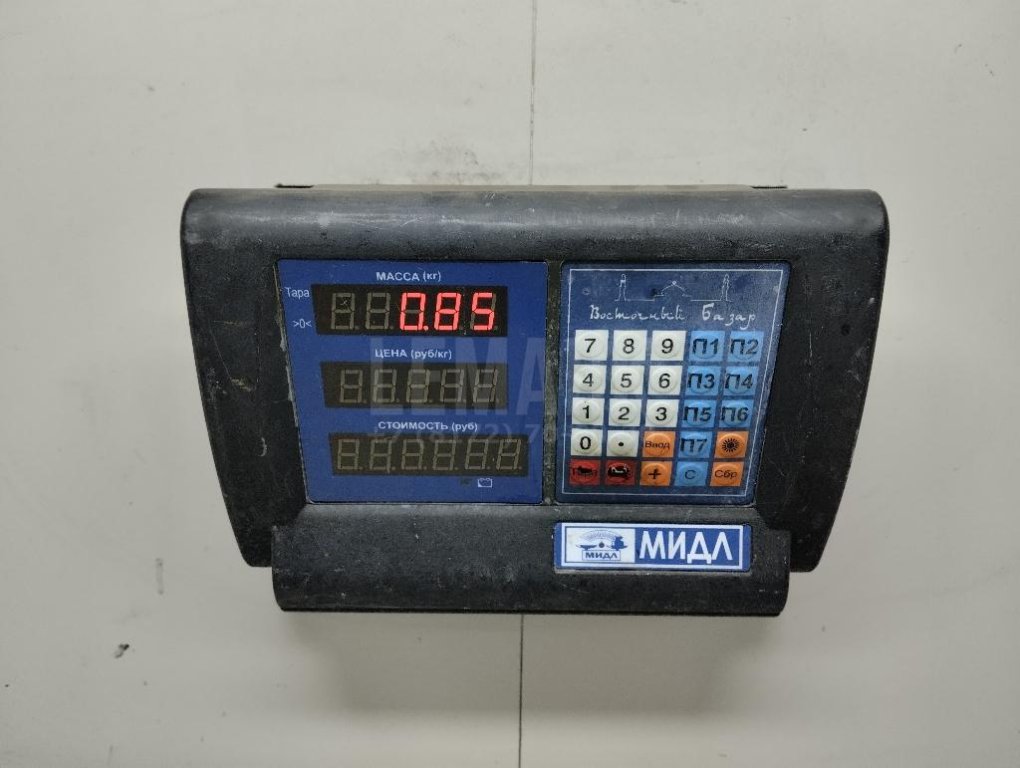 МАССА (кг)
Тара
0.85
>0<
ЦЕНА (руб/кг)
СТОИМОСТЬ (руб)
Восточный Базар
7 8 9 П1 П2
4 5 6 П3 П4
1 2 3 П5 П6
0 . Ввод П7
+ C Сбр
МИДЛ
МИДЛ